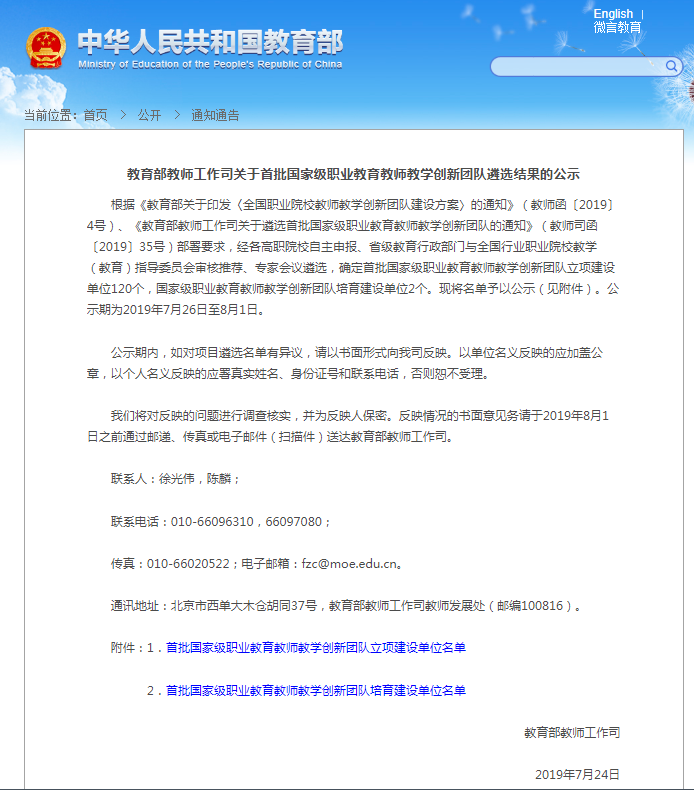 English |
微言教育
中华人民共和国教育部
Ministry of Education of the People's Republic of China
当前位置：首页 > 公开 > 通知通告
教育部教师工作司关于首批国家级职业教育教师教学创新团队遴选结果的公示
根据《教育部关于印发〈全国职业院校教师教学创新团队建设方案〉的通知》（教师函〔2019〕
4号）、《教育部教师工作司关于遴选首批国家级职业教育教师教学创新团队的通知》（教师司函
〔2019〕35号）部署要求，经各高职院校自主申报、省级教育行政部门与全国行业职业院校教学
（教育）指导委员会审核推荐、专家会议遴选，确定首批国家级职业教育教师教学创新团队立项建设
单位120个，国家级职业教育教师教学创新团队培育建设单位2个。现将名单予以公示（见附件）。公
示期为2019年7月26日至8月1日。
公示期内，如对项目遴选名单有异议，请以书面形式向我司反映。以单位名义反映的应加盖公
章，以个人名义反映的应署真实姓名、身份证号和联系电话，否则恕不受理。
我们将对反映的问题进行调查核实，并为反映人保密。反映情况的书面意见务请于2019年8月1
日之前通过邮递、传真或电子邮件（扫描件）送达教育部教师工作司。
联系人：徐光伟，陈麟；
联系电话：010-66096310，66097080；
传真：010-66020522；电子邮箱：fzc@moe.edu.cn。
通讯地址：北京市西单大木仓胡同37号，教育部教师工作司教师发展处（邮编100816）。
附件：1．首批国家级职业教育教师教学创新团队立项建设单位名单
2．首批国家级职业教育教师教学创新团队培育建设单位名单
教育部教师工作司
2019年7月24日